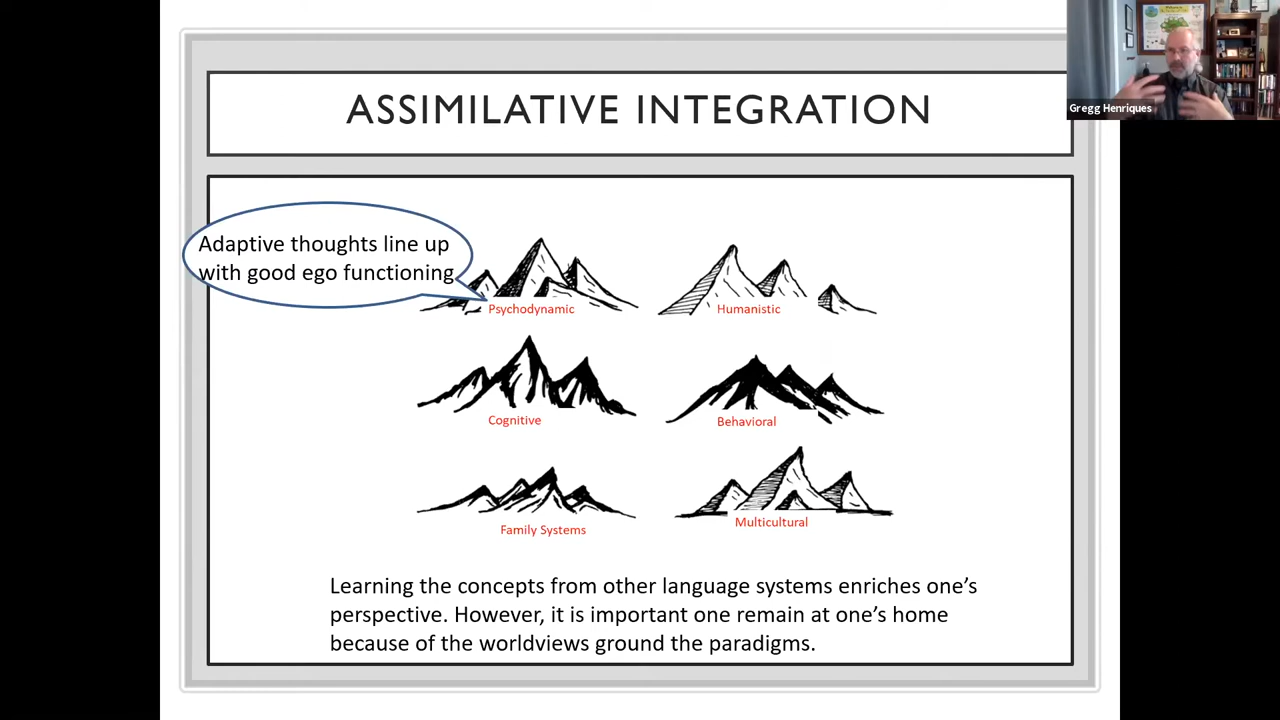 ASSIMILATIVE INTEGRATION
Gregg Henriques
Adaptive thoughts line up
with good ego functioning
Psychodynamic
Humanistic
Cognitive
Behavioral
Family Systems
Multicultural
Learning the concepts from other language systems enriches one’s
perspective. However, it is important one remain at one’s home
because of the worldviews ground the paradigms.